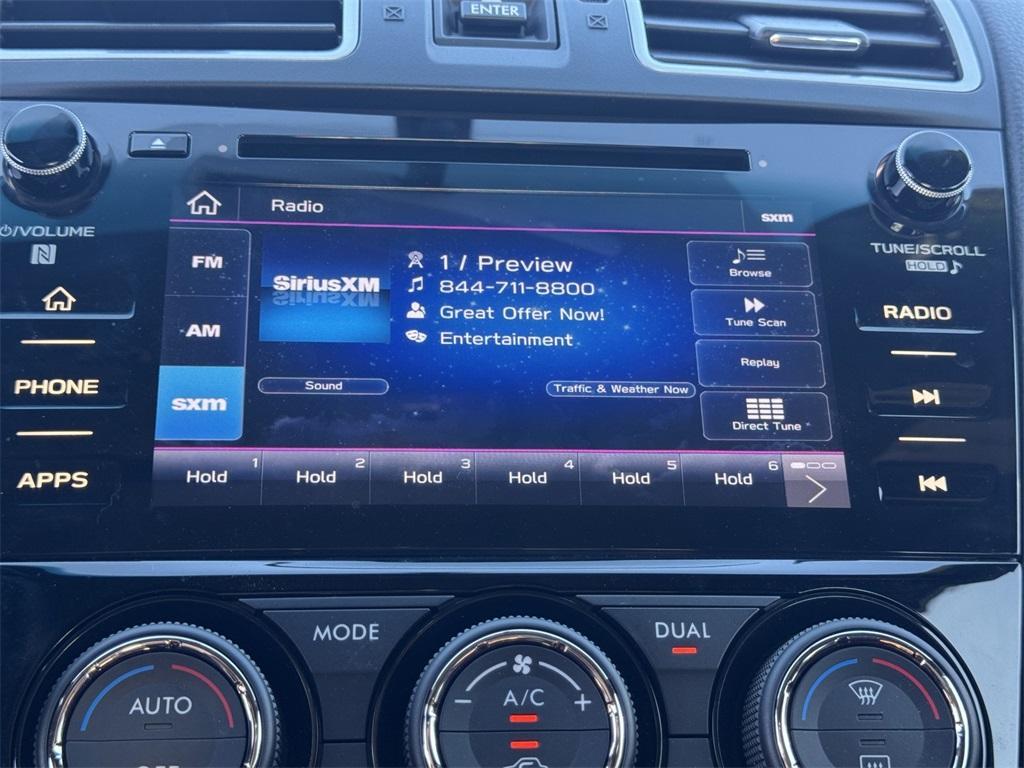 ENTER
⏻/VOLUME
TUNE/SCROLL
HOLD
PHONE
APPS
RADIO
Radio
sxm
FM
AM
sxm
SiriusXM
1 / Preview
844-711-8800
Great Offer Now!
Entertainment
Sound
Traffic & Weather Now
Browse
Tune Scan
Replay
Direct Tune
Hold 1
Hold 2
Hold 3
Hold 4
Hold 5
Hold 6
MODE
DUAL
AUTO
A/C